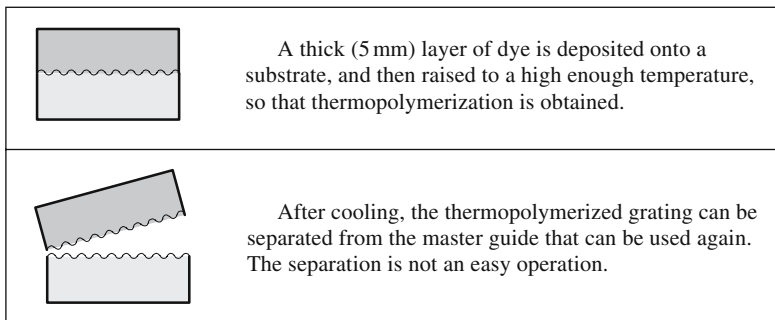 A thick (5 mm) layer of dye is deposited onto a
substrate, and then raised to a high enough temperature,
so that thermopolymerization is obtained.
After cooling, the thermopolymerized grating can be
separated from the master guide that can be used again.
The separation is not an easy operation.